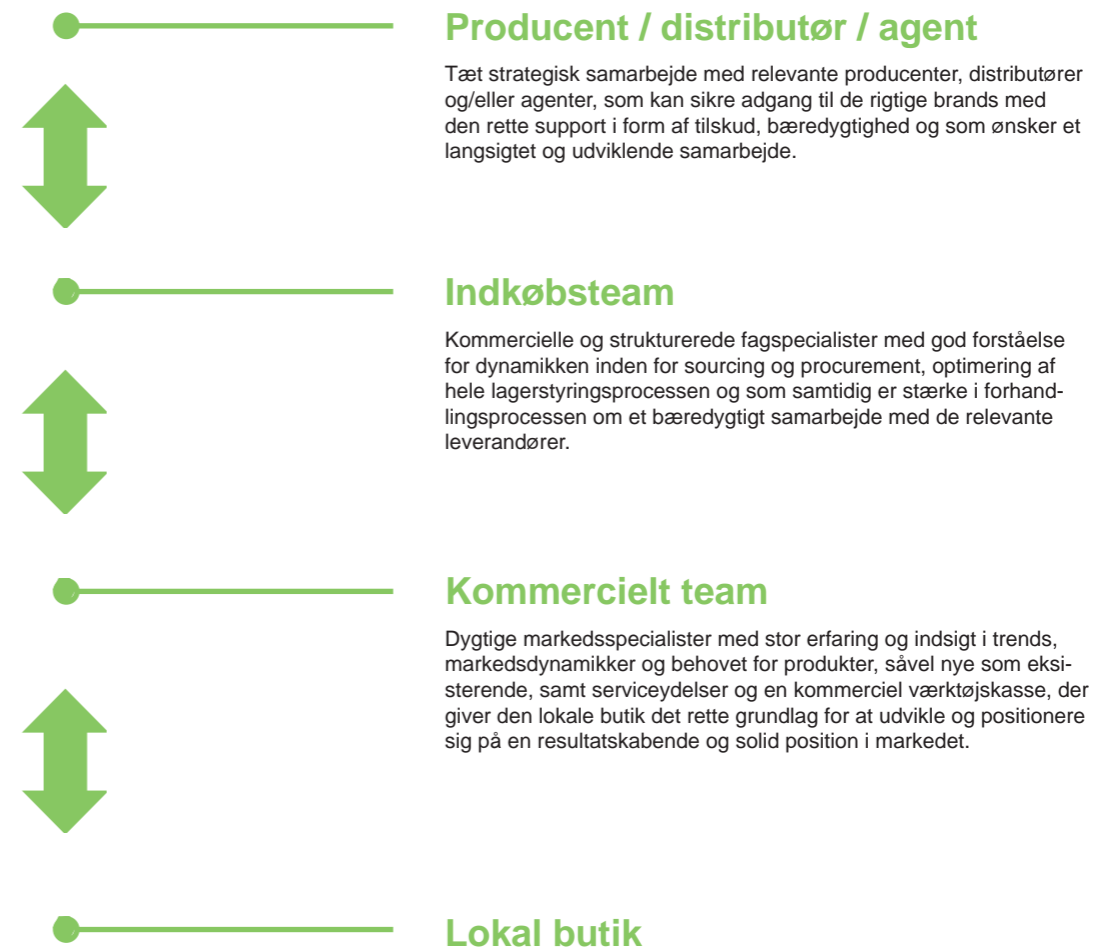 Producent / distributør / agent
Tæt strategisk samarbejde med relevante producenter, distributører
og/eller agenter, som kan sikre adgang til de rigtige brands med
den rette support i form af tilskud, bæredygtighed og som ønsker et
langsigtet og udviklende samarbejde.
Indkøbsteam
Kommercielle og strukturerede fagspecialister med god forståelse
for dynamikken inden for sourcing og procurement, optimering af
hele lagerstyringsprocessen og som samtidig er stærke i forhand-
lingsprocessen om et bæredygtigt samarbejde med de relevante
leverandører.
Kommercielt team
Dygtige markedsspecialister med stor erfaring og indsigt i trends,
markedsdynamikker og behovet for produkter, såvel nye som eksi-
sterende, samt serviceydelser og en kommerciel værktøjskasse, der
giver den lokale butik det rette grundlag for at udvikle og positionere
sig på en resultatskabende og solid position i markedet.
Lokal butik